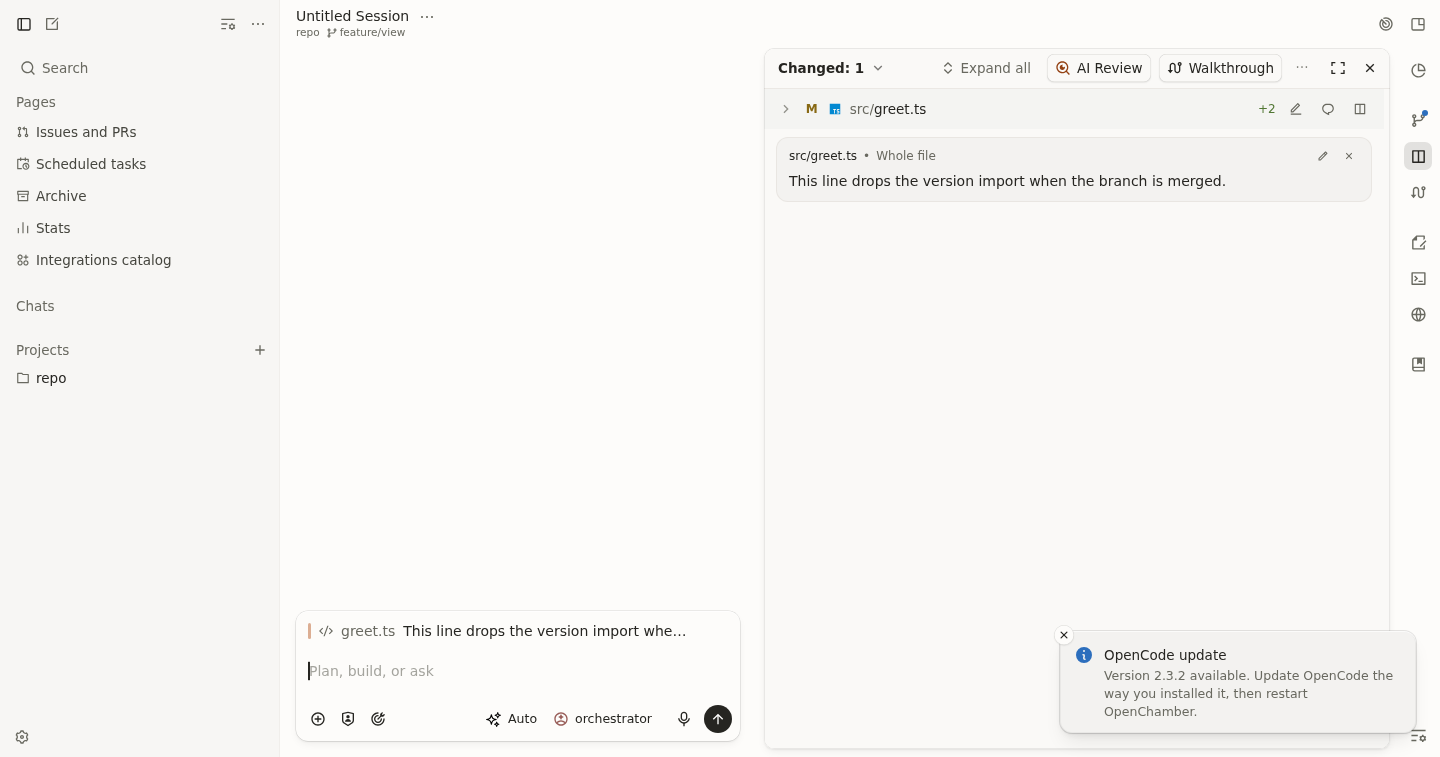 Untitled Session
repo feature/view
Search
Pages
Issues and PRs
Scheduled tasks
Archive
Stats
Integrations catalog
Chats
Projects
repo
Changed: 1
Expand all
AI Review
Walkthrough
M TS src/greet.ts +2
src/greet.ts • Whole file
This line drops the version import when the branch is merged.
greet.ts This line drops the version import whe…
Plan, build, or ask
Auto
orchestrator
OpenCode update
Version 2.3.2 available. Update OpenCode the
way you installed it, then restart
OpenChamber.